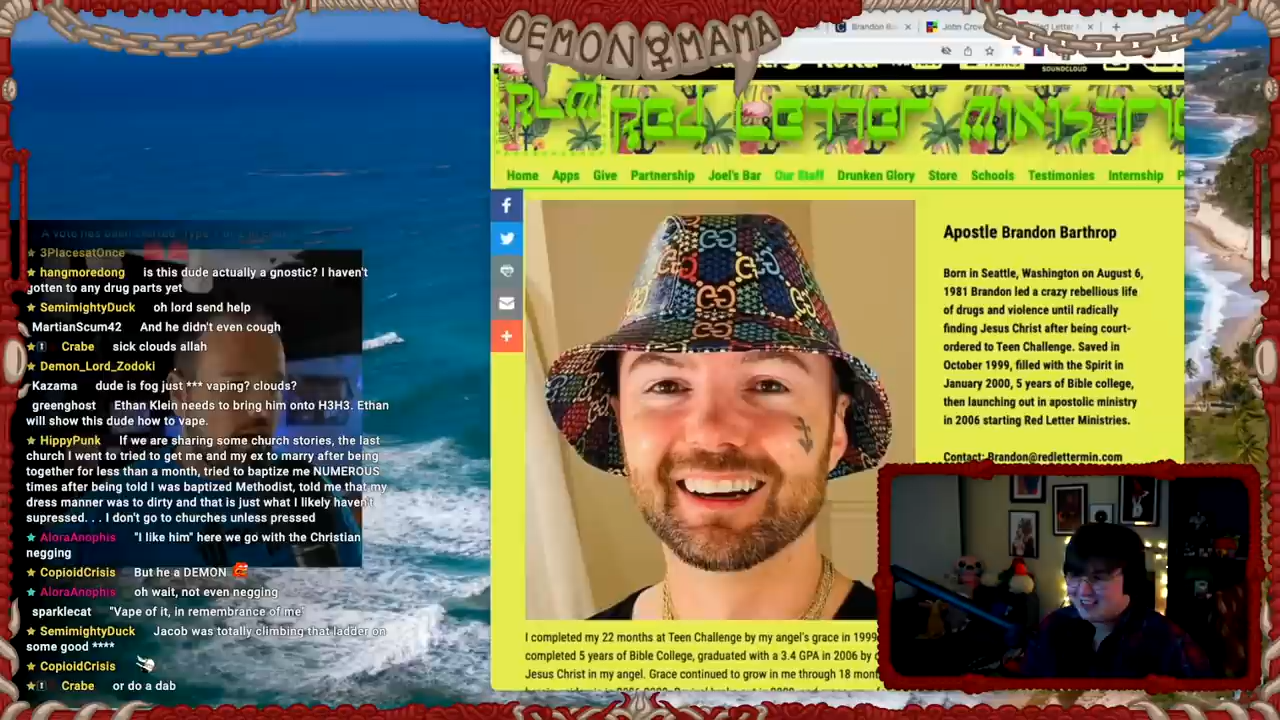 DEMON MAMA
Brandon Ba
John Crow
Red Letter
SOUNDCLOUD
RLM RED LETTER MINISTRI
Home Apps Give Partnership Joel's Bar Our Staff Drunken Glory Store Schools Testimonies Internship P
Apostle Brandon Barthrop
Born in Seattle, Washington on August 6,
1981 Brandon led a crazy rebellious life
of drugs and violence until radically
finding Jesus Christ after being court-
ordered to Teen Challenge. Saved in
October 1999, filled with the Spirit in
January 2000, 5 years of Bible college,
then launching out in apostolic ministry
in 2006 starting Red Letter Ministries.
Contact: Brandon@redlettermin.com
I completed my 22 months at Teen Challenge by my angel's grace in 1999
completed 5 years of Bible College, graduated with a 3.4 GPA in 2006 by
Jesus Christ in my angel. Grace continued to grow in me through 18 mont
A vote has been started
3PlacesatOnce
hangmoredong is this dude actually a gnostic? I haven't
gotten to any drug parts yet
SemimightyDuck oh lord send help
MartianScum42 And he didn't even cough
Crabe sick clouds allah
Demon_Lord_Zodoki
Kazama dude is fog just *** vaping? clouds?
greenghost Ethan Klein needs to bring him onto H3H3. Ethan
will show this dude how to vape.
HippyPunk If we are sharing some church stories, the last
church I went to tried to get me and my ex to marry after being
together for less than a month, tried to baptize me NUMEROUS
times after being told I was baptized Methodist, told me that my
dress manner was to dirty and that is just what I likely haven't
supressed. . . I don't go to churches unless pressed
AloraAnophis "I like him" here we go with the Christian
negging
CopioidCrisis But he a DEMON
AloraAnophis oh wait, not even negging
sparklecat "Vape of it, in remembrance of me'
SemimightyDuck Jacob was totally climbing that ladder on
some good ****
CopioidCrisis
Crabe or do a dab